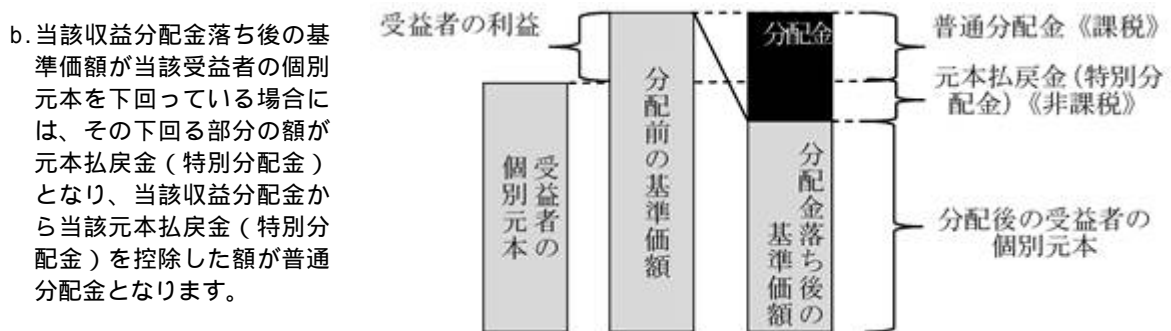 b.当該収益分配金落ち後の基
準価額が当該受益者の個別
元本を下回っている場合に
は、その下回る部分の額が
元本払戻金(特別分配金)
となり、当該収益分配金か
ら当該元本払戻金(特別分
配金)を控除した額が普通
分配金となります。
受益者の利益
受益者の
個別元本
分配前の基準価額
分配金
分配金落ち後の
基準価額
普通分配金《課税》
元本払戻金(特別分
配金)《非課税》
分配後の受益者の
個別元本